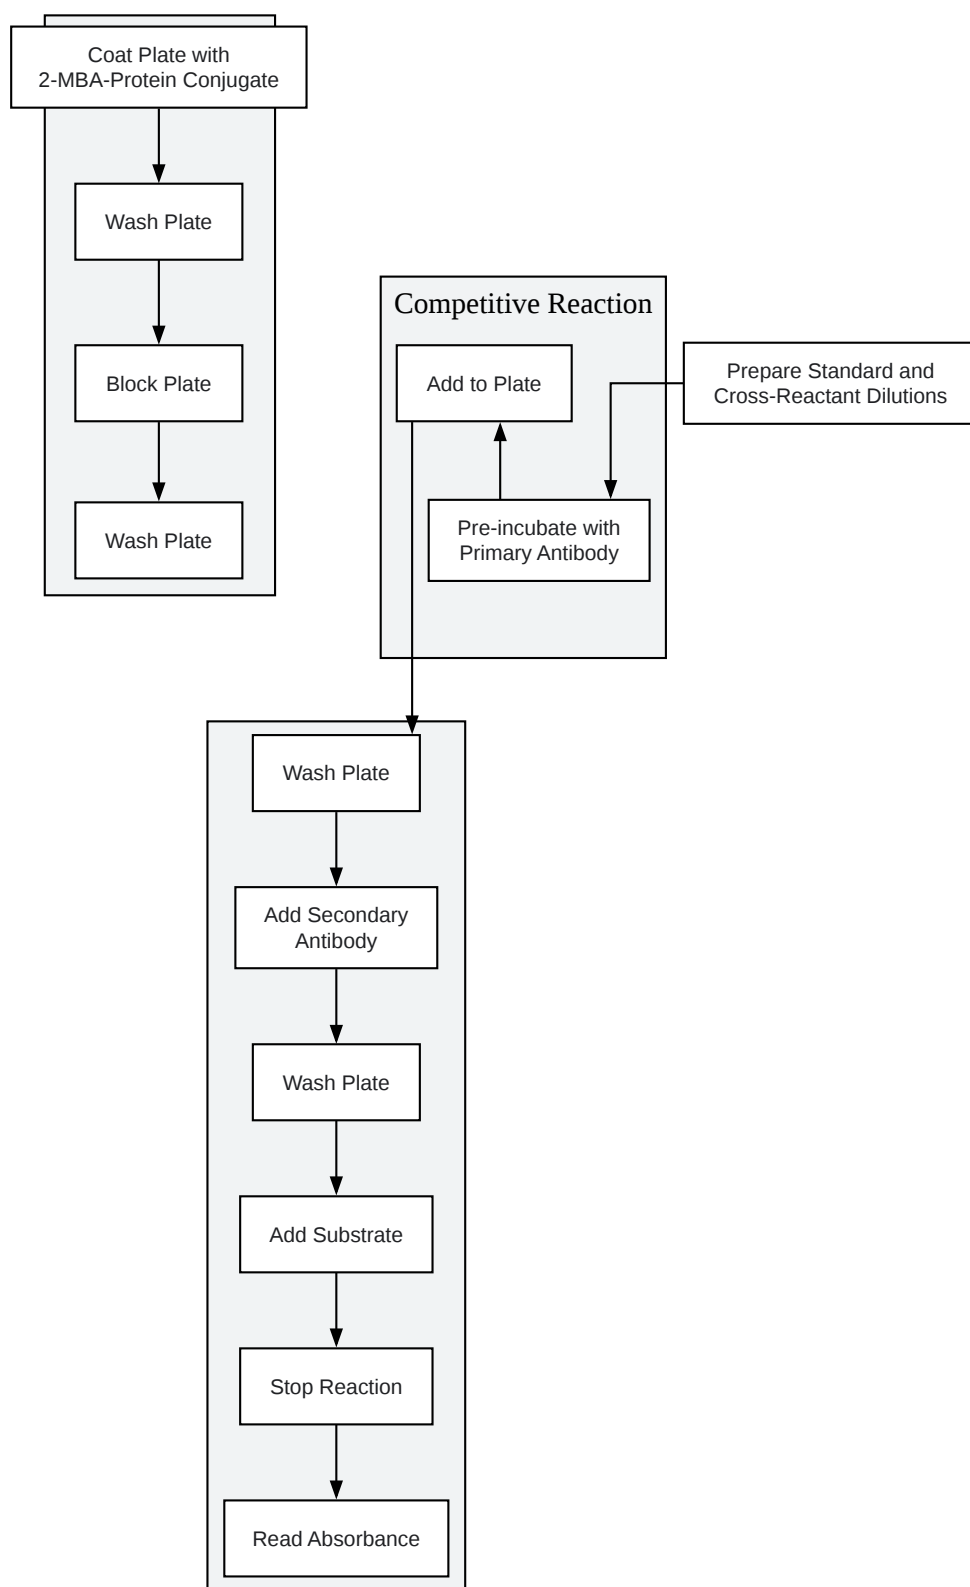 Coat Plate with
2-MBA-Protein Conjugate
Wash Plate
Block Plate
Wash Plate
Competitive Reaction
Add to Plate
Prepare Standard and
Cross-Reactant Dilutions
Pre-incubate with
Primary Antibody
Wash Plate
Add Secondary
Antibody
Wash Plate
Add Substrate
Stop Reaction
Read Absorbance